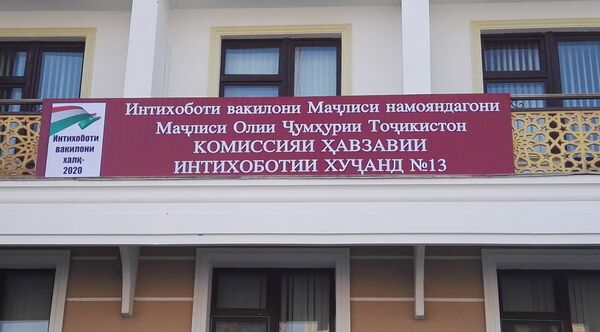 Интихоботи
вакилони
халқ-
2020
Интихоботи вакилони Маҷлиси намояндагони
Маҷлиси Олии Ҷумҳурии Тоҷикистон
КОМИССИЯИ ҲАВЗАВИИ
ИНТИХОБОТИИ ХУҶАНД №13